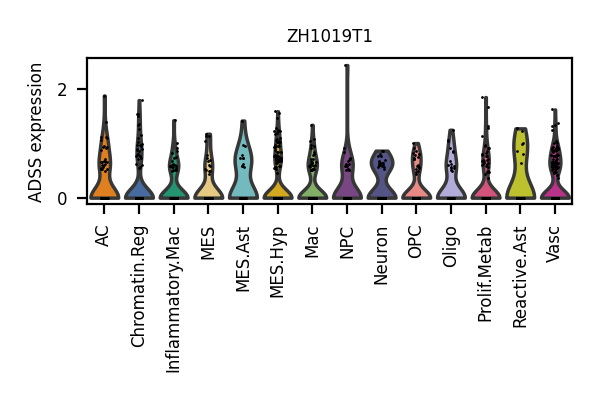 ZH1019T1
ADSS expression
2
0
AC
Chromatin.Reg
Inflammatory.Mac
MES
MES.Ast
MES.Hyp
Mac
NPC
Neuron
OPC
Oligo
Prolif.Metab
Reactive.Ast
Vasc